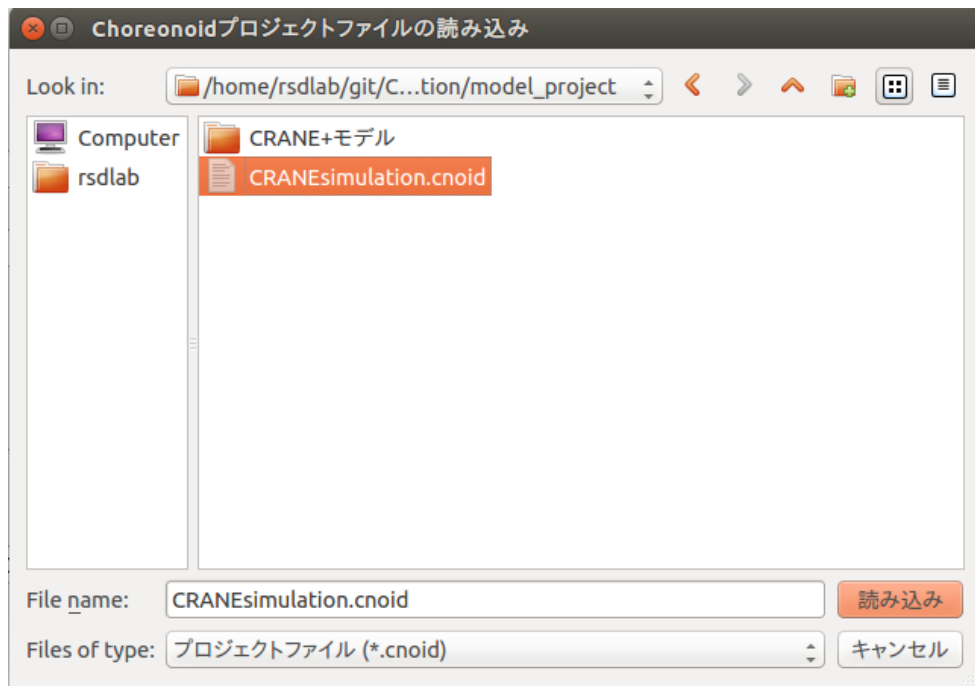 Choreonoidプロジェクトファイルの読み込み
Look in: /home/rsdlab/git/C...tion/model_project
Computer
rsdlab
CRANE+モデル
CRANEsimulation.cnoid
File name: CRANEsimulation.cnoid 読み込み
Files of type: プロジェクトファイル (*.cnoid) キャンセル